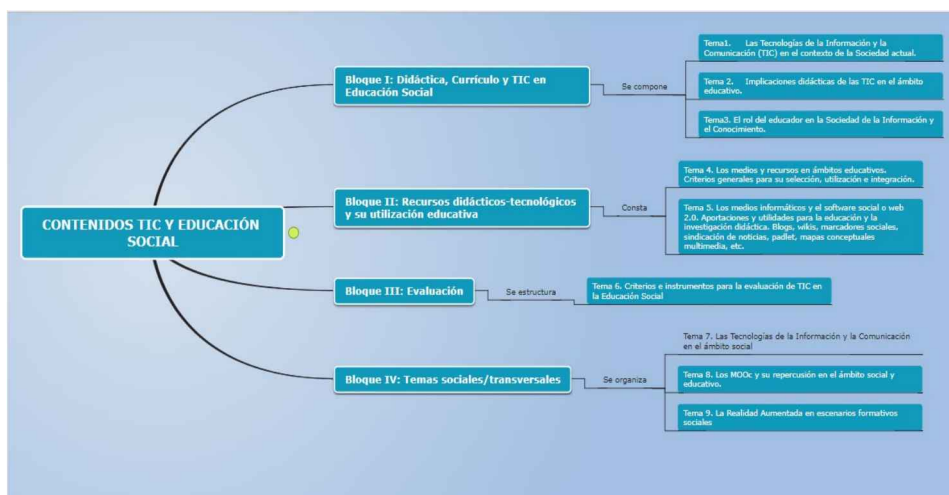 CONTENIDOS TIC Y EDUCACIÓN
SOCIAL
Bloque I: Didáctica, Currículo y TIC en
Educación Social
Se compone
Tema1. Las Tecnologías de la Información y la
Comunicación (TIC) en el contexto de la Sociedad actual.
Tema 2. Implicaciones didácticas de las TIC en el ámbito
educativo.
Tema3. El rol del educador en la Sociedad de la Información y
el Conocimiento.
Bloque II: Recursos didácticos-tecnológicos
y su utilización educativa
Consta
Tema 4. Los medios y recursos en ámbitos educativos.
Criterios generales para su selección, utilización e integración.
Tema 5. Los medios informáticos y el software social o web
2.0. Aportaciones y utilidades para la educación y la
investigación didáctica. Blogs, wikis, marcadores sociales,
sindicación de noticias, padlet, mapas conceptuales
multimedia, etc.
Bloque III: Evaluación
Se estructura
Tema 6. Criterios e instrumentos para la evaluación de TIC en
la Educación Social
Bloque IV: Temas sociales/transversales
Se organiza
Tema 7. Las Tecnologías de la Información y la Comunicación
en el ámbito social
Tema 8. Los MOOc y su repercusión en el ámbito social y
educativo.
Tema 9. La Realidad Aumentada en escenarios formativos
sociales